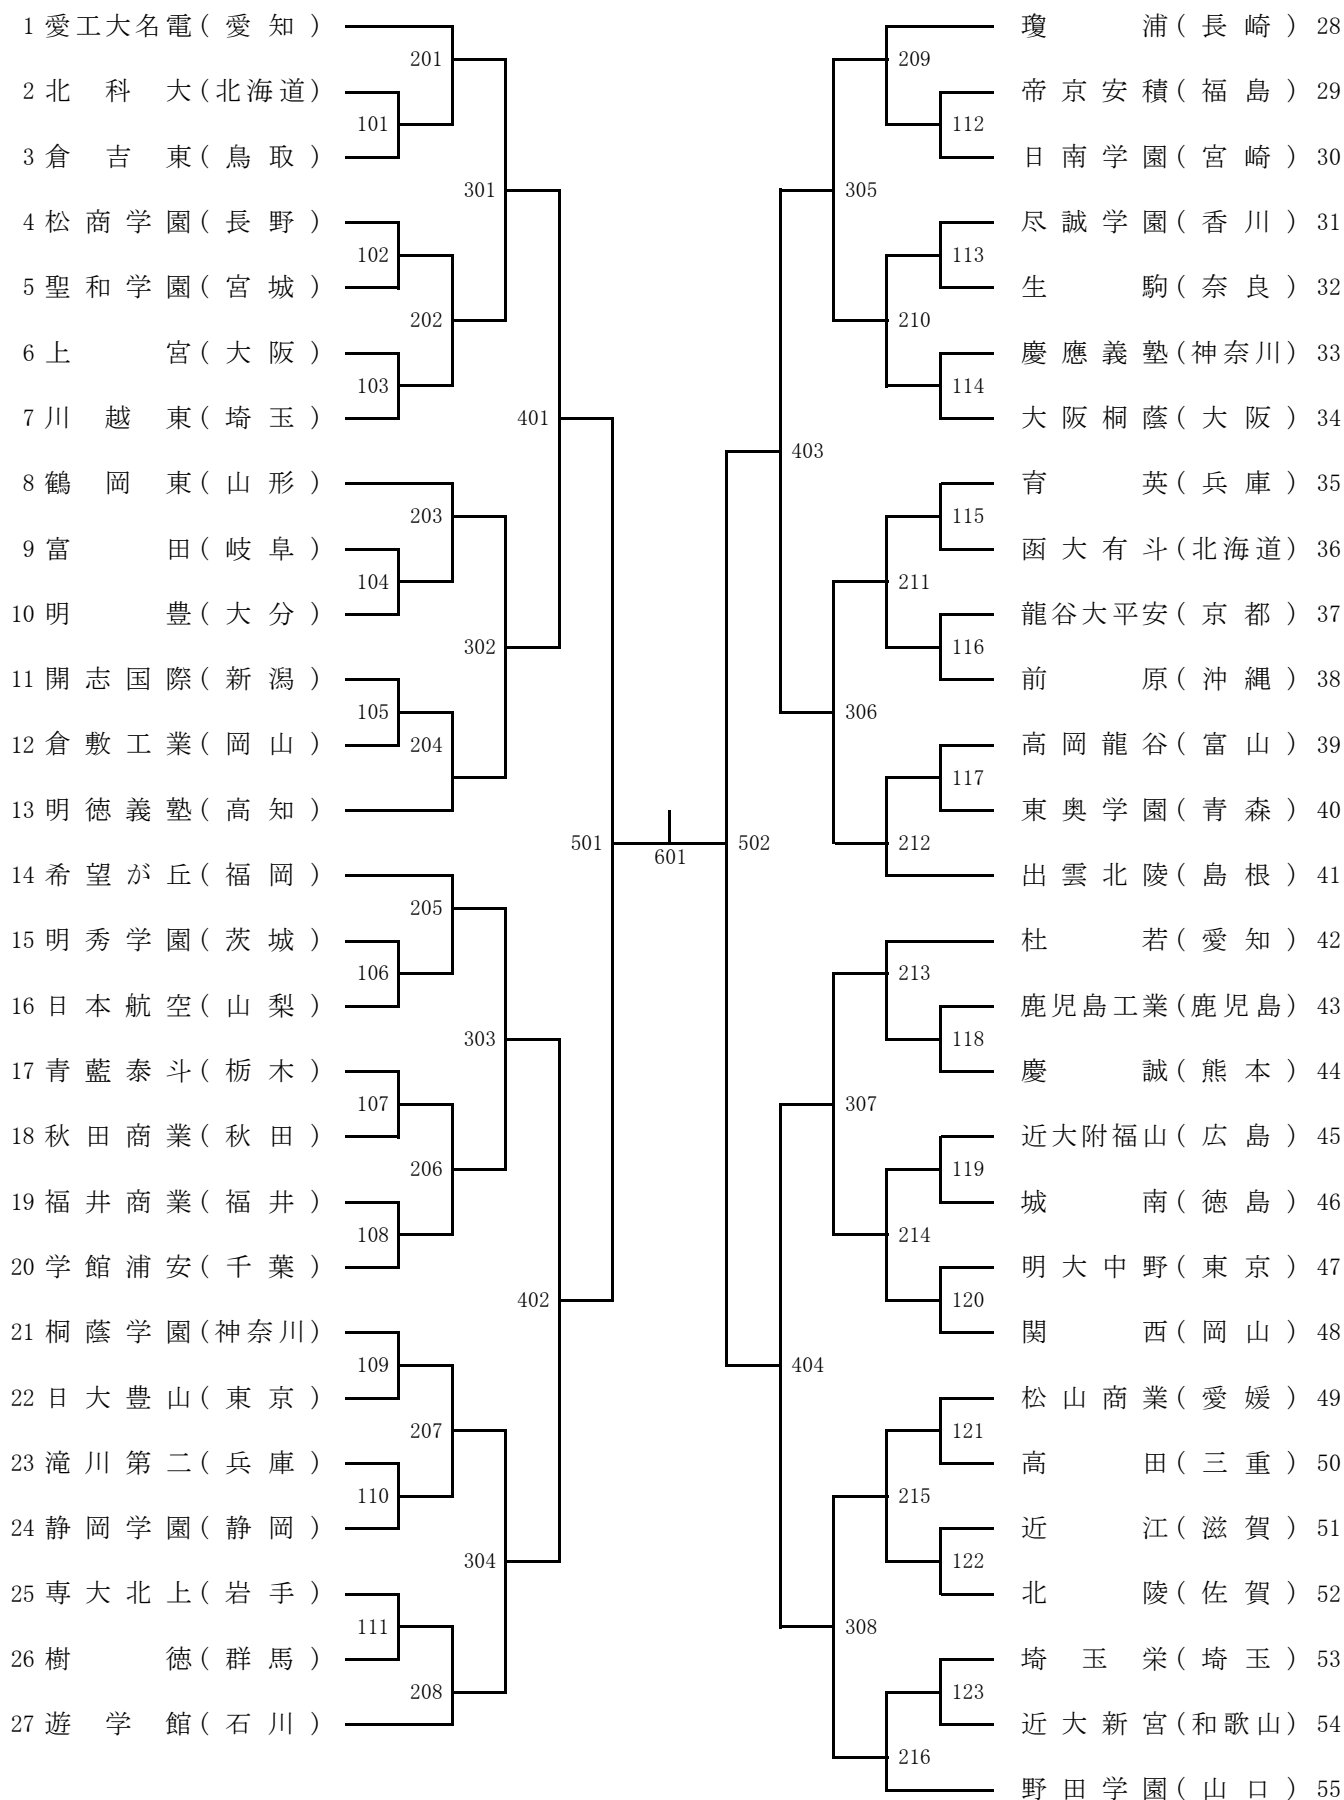 1 愛工大名電(愛知)
2 北科大(北海道)
3 倉吉東(鳥取)
4 松商学園(長野)
5 聖和学園(宮城)
6 上宮(大阪)
7 川越東(埼玉)
8 鶴岡東(山形)
9 富田(岐阜)
10 明豊(大分)
11 開志国際(新潟)
12 倉敷工業(岡山)
13 明徳義塾(高知)
14 希望が丘(福岡)
15 明秀学園(茨城)
16 日本航空(山梨)
17 青藍泰斗(栃木)
18 秋田商業(秋田)
19 福井商業(福井)
20 学館浦安(千葉)
21 桐蔭学園(神奈川)
22 日大豊山(東京)
23 滝川第二(兵庫)
24 静岡学園(静岡)
25 専大北上(岩手)
26 樹徳(群馬)
27 遊学館(石川)
101
102
103
104
105
106
107
108
109
110
111
201
202
203
204
205
206
207
208
301
302
303
304
401
402
501
601
502
403
404
305
306
307
308
209
210
211
212
213
214
215
216
112
113
114
115
116
117
118
119
120
121
122
123
瓊浦(長崎) 28
帝京安積(福島) 29
日南学園(宮崎) 30
尽誠学園(香川) 31
生駒(奈良) 32
慶應義塾(神奈川) 33
大阪桐蔭(大阪) 34
育英(兵庫) 35
函大有斗(北海道) 36
龍谷大平安(京都) 37
前原(沖縄) 38
高岡龍谷(富山) 39
東奥学園(青森) 40
出雲北陵(島根) 41
杜若(愛知) 42
鹿児島工業(鹿児島) 43
慶誠(熊本) 44
近大附福山(広島) 45
城南(徳島) 46
明大中野(東京) 47
関西(岡山) 48
松山商業(愛媛) 49
高田(三重) 50
近江(滋賀) 51
北陵(佐賀) 52
埼玉栄(埼玉) 53
近大新宮(和歌山) 54
野田学園(山口) 55